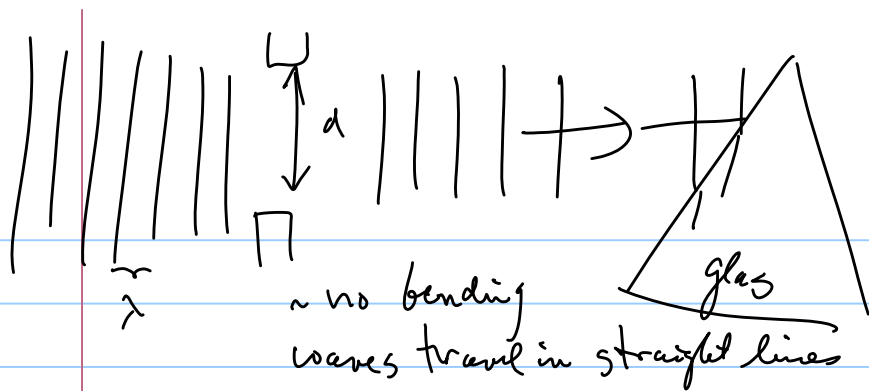 d
λ
glas
~ no bending
waves travel in straight lines